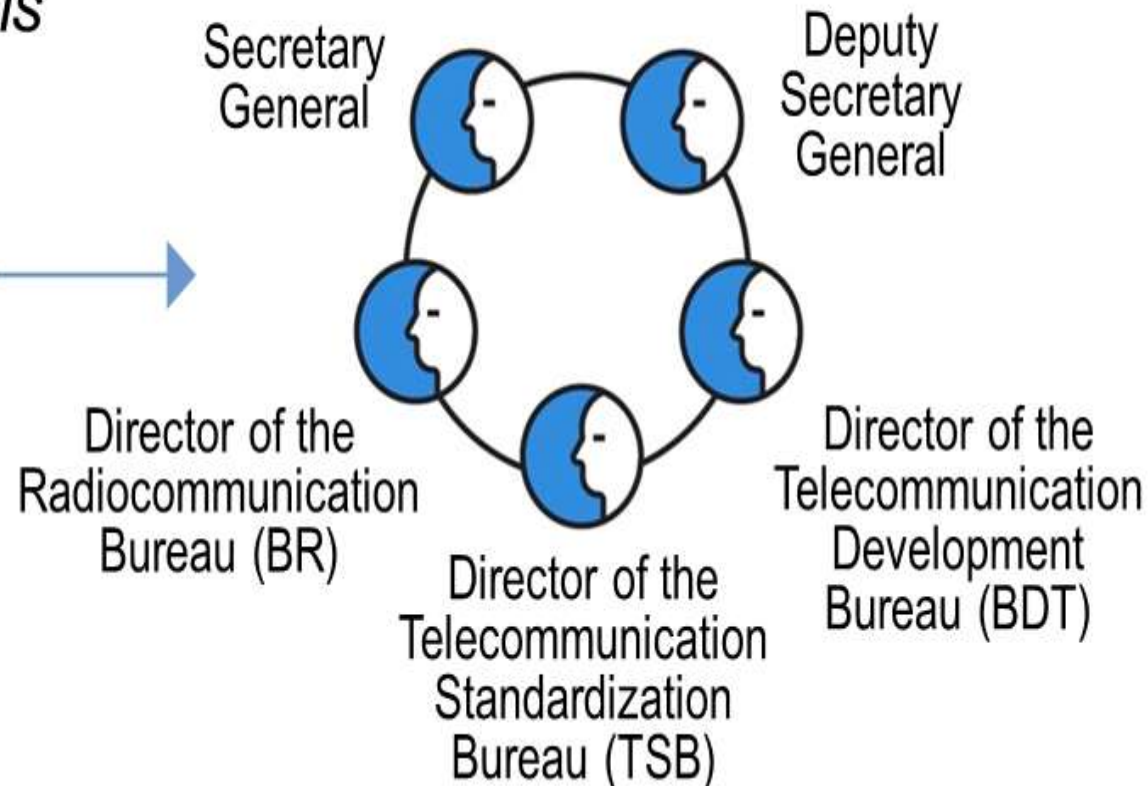 Secretary
General
Deputy
Secretary
General
Director of the
Radiocommunication
Bureau (BR)
Director of the
Telecommunication
Standardization
Bureau (TSB)
Director of the
Telecommunication
Development
Bureau (BDT)